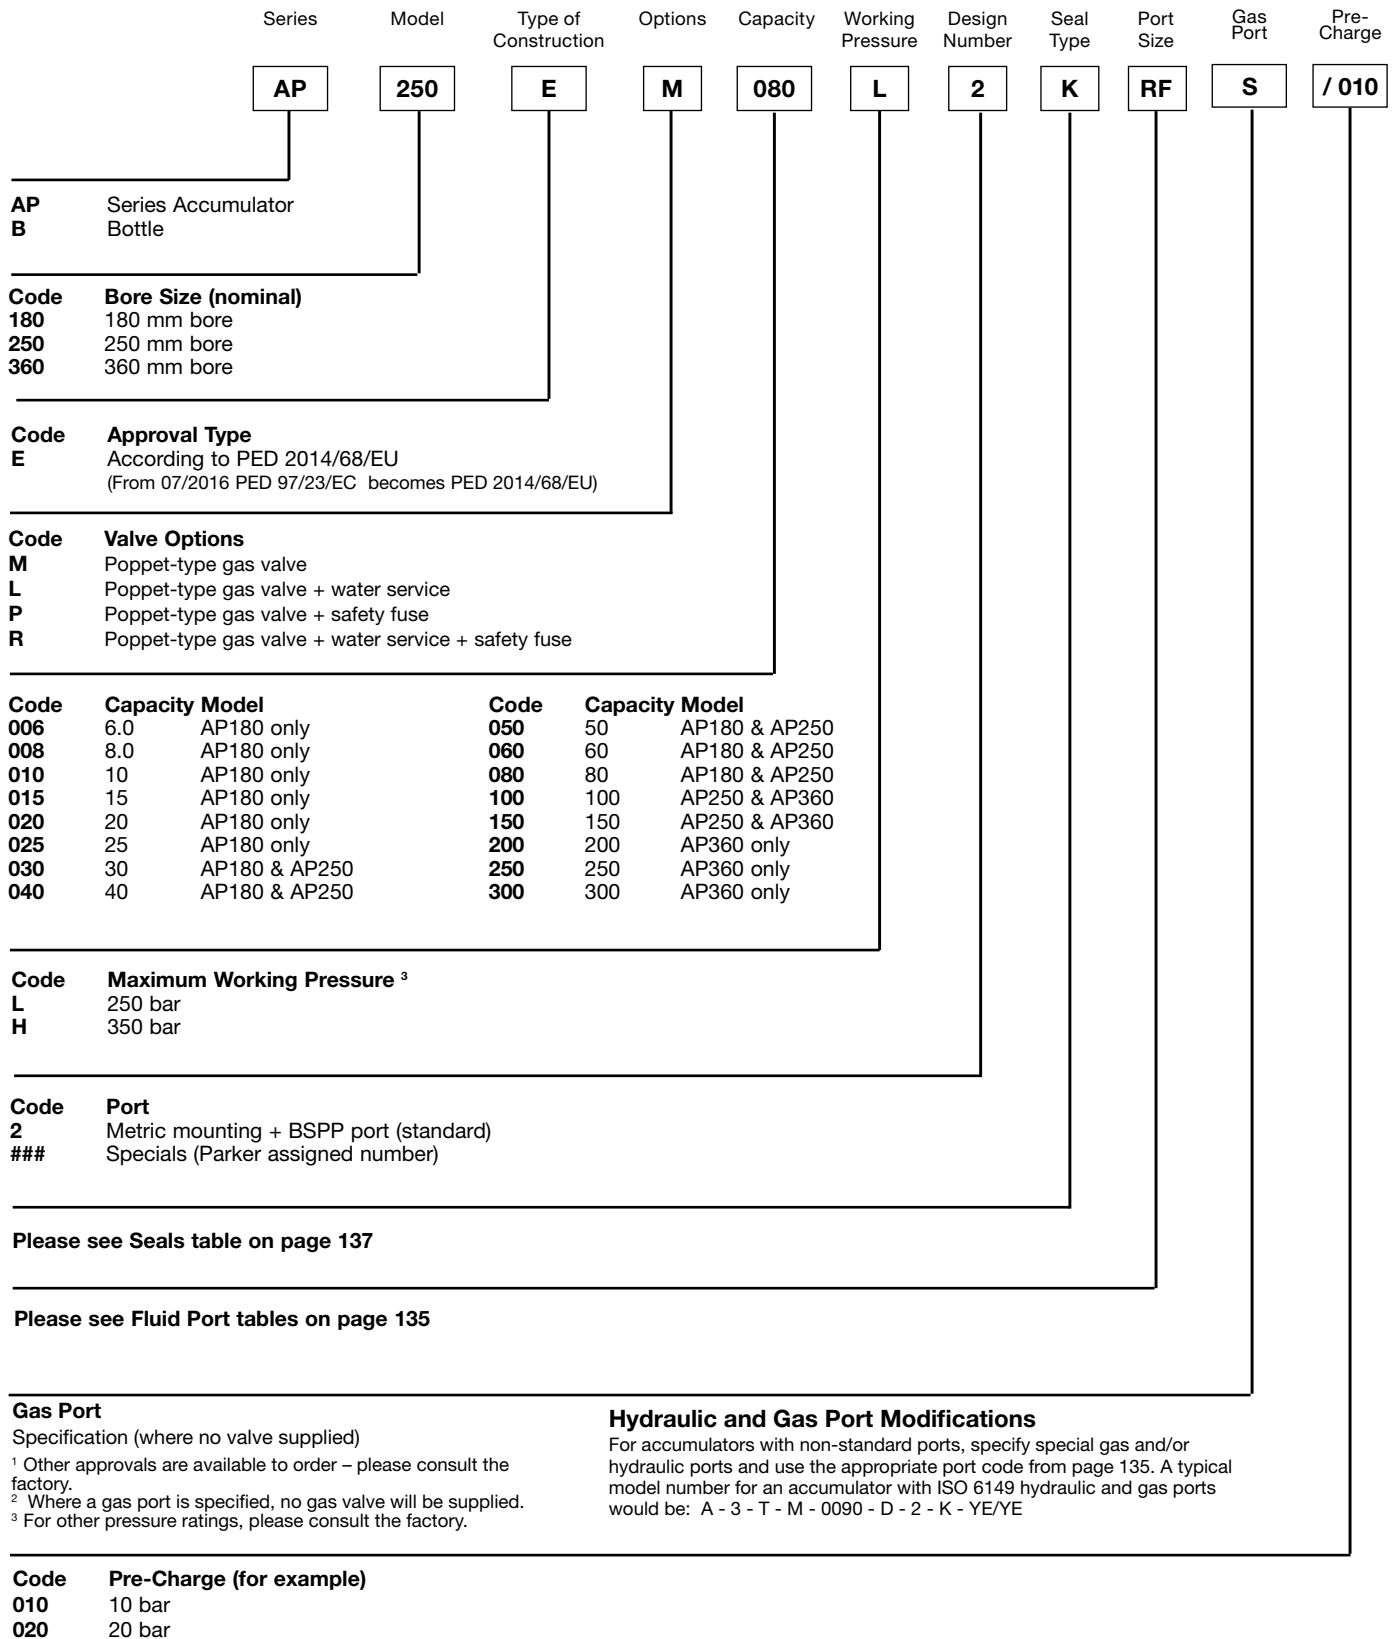 Series Model Type of Construction Options Capacity Working Pressure Design Number Seal Type Port Size Gas Port Pre-Charge
AP 250 E M 080 L 2 K RF S / 010
AP Series Accumulator
B Bottle
Code Bore Size (nominal)
180 180 mm bore
250 250 mm bore
360 360 mm bore
Code Approval Type
E According to PED 2014/68/EU
(From 07/2016 PED 97/23/EC becomes PED 2014/68/EU)
Code Valve Options
M Poppet-type gas valve
L Poppet-type gas valve + water service
P Poppet-type gas valve + safety fuse
R Poppet-type gas valve + water service + safety fuse
Code Capacity Model Code Capacity Model
006 6.0 AP180 only 050 50 AP180 & AP250
008 8.0 AP180 only 060 60 AP180 & AP250
010 10 AP180 only 080 80 AP180 & AP250
015 15 AP180 only 100 100 AP250 & AP360
020 20 AP180 only 150 150 AP250 & AP360
025 25 AP180 only 200 200 AP360 only
030 30 AP180 & AP250 250 250 AP360 only
040 40 AP180 & AP250 300 300 AP360 only
Code Maximum Working Pressure ³
L 250 bar
H 350 bar
Code Port
2 Metric mounting + BSPP port (standard)
### Specials (Parker assigned number)
Please see Seals table on page 137
Please see Fluid Port tables on page 135
Gas Port
Specification (where no valve supplied)
¹ Other approvals are available to order – please consult the
factory.
² Where a gas port is specified, no gas valve will be supplied.
³ For other pressure ratings, please consult the factory.
Hydraulic and Gas Port Modifications
For accumulators with non-standard ports, specify special gas and/or
hydraulic ports and use the appropriate port code from page 135. A typical
model number for an accumulator with ISO 6149 hydraulic and gas ports
would be: A - 3 - T - M - 0090 - D - 2 - K - YE/YE
Code Pre-Charge (for example)
010 10 bar
020 20 bar